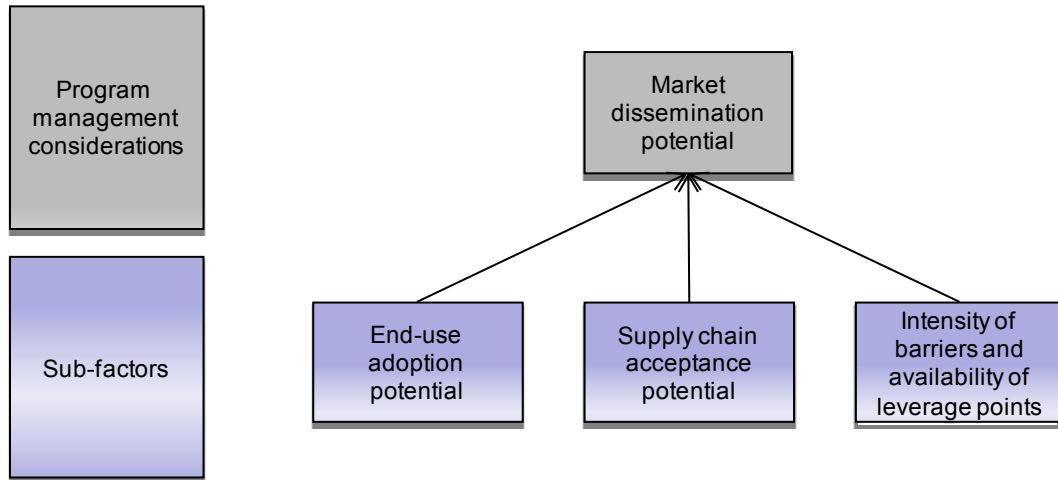 Program
management
considerations
Market
dissemination
potential
Sub-factors
End-use
adoption
potential
Supply chain
acceptance
potential
Intensity of
barriers and
availability of
leverage points